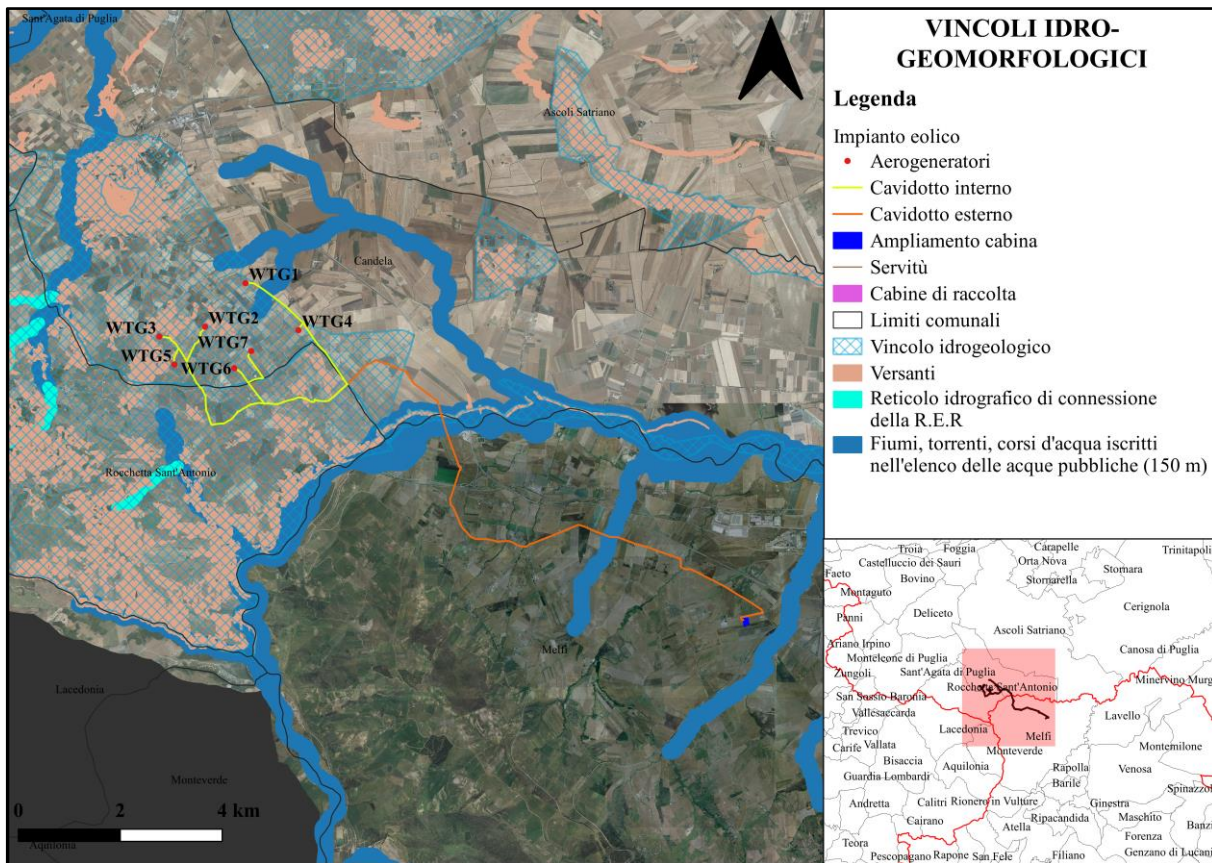 Sant'Agata di Puglia
Ascoli Satriano
Candela
WTG1
WTG2
WTG3
WTG4
WTG7
WTG5
WTG6
Rocchetta Sant'Antonio
Melfi
Lacedonia
Monteverde
0 2 4 km
Aquilonia
VINCOLI IDRO-
GEOMORFOLOGICI
Legenda
Impianto eolico
Aerogeneratori
Cavidotto interno
Cavidotto esterno
Ampliamento cabina
Servitù
Cabine di raccolta
Limiti comunali
Vincolo idrogeologico
Versanti
Reticolo idrografico di connessione
della R.E.R
Fiumi, torrenti, corsi d'acqua iscritti
nell'elenco delle acque pubbliche (150 m)
Troia Foggia Carapelle Trinitapoli
Castelluccio dei Sauri Orta Nova
Faeto Bovino Stornarella Stornara
Montaguto
Panni Deliceto Cerignola
Ascoli Satriano
Ariano Irpino Canosa di Puglia
Monteleone di Puglia
Zungoli Sant'Agata di Puglia Minervino Murg
Rocchetta Sant'Antonio
San Sossio Baronia
Vallesaccarda Lavello
Trevico Lacedonia Melfi
Carife Vallata Monteverde Montemilone
Bisaccia Aquilonia Rapolla Venosa
Guardia Lombardi Barile Spinazzol
Andretta Calitri Rionero in Vulture Ginestra
Cairano Ripacandida Maschito Banzi
Teora Atella Forenza
Pescopagano Rapone San Fele Filiano Genzano di Lucani